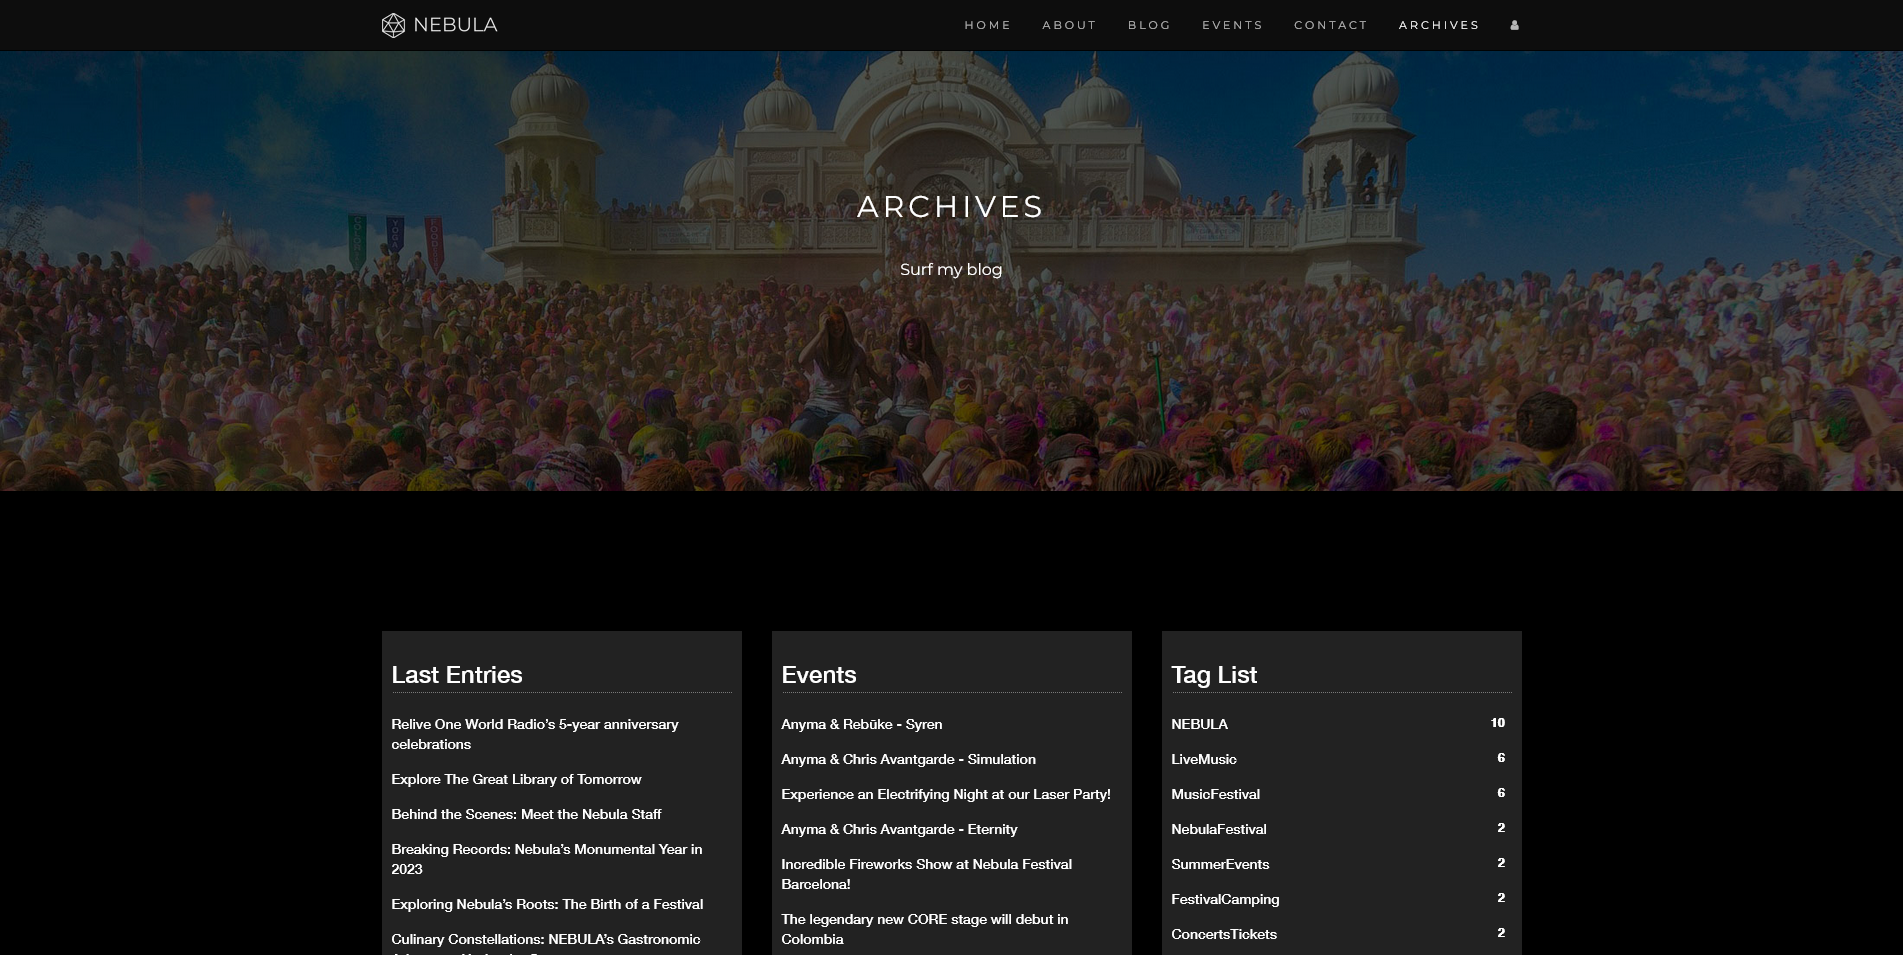 NEBULA
HOME ABOUT BLOG EVENTS CONTACT ARCHIVES
ARCHIVES
Surf my blog
COLOR
YOGA
Last Entries
Relive One World Radio’s 5-year anniversary
celebrations
Explore The Great Library of Tomorrow
Behind the Scenes: Meet the Nebula Staff
Breaking Records: Nebula’s Monumental Year in
2023
Exploring Nebula’s Roots: The Birth of a Festival
Culinary Constellations: NEBULA’s Gastronomic
Events
Anyma & Rebūke - Syren
Anyma & Chris Avantgarde - Simulation
Experience an Electrifying Night at our Laser Party!
Anyma & Chris Avantgarde - Eternity
Incredible Fireworks Show at Nebula Festival
Barcelona!
The legendary new CORE stage will debut in
Colombia
Tag List
NEBULA 10
LiveMusic 6
MusicFestival 6
NebulaFestival 2
SummerEvents 2
FestivalCamping 2
ConcertsTickets 2